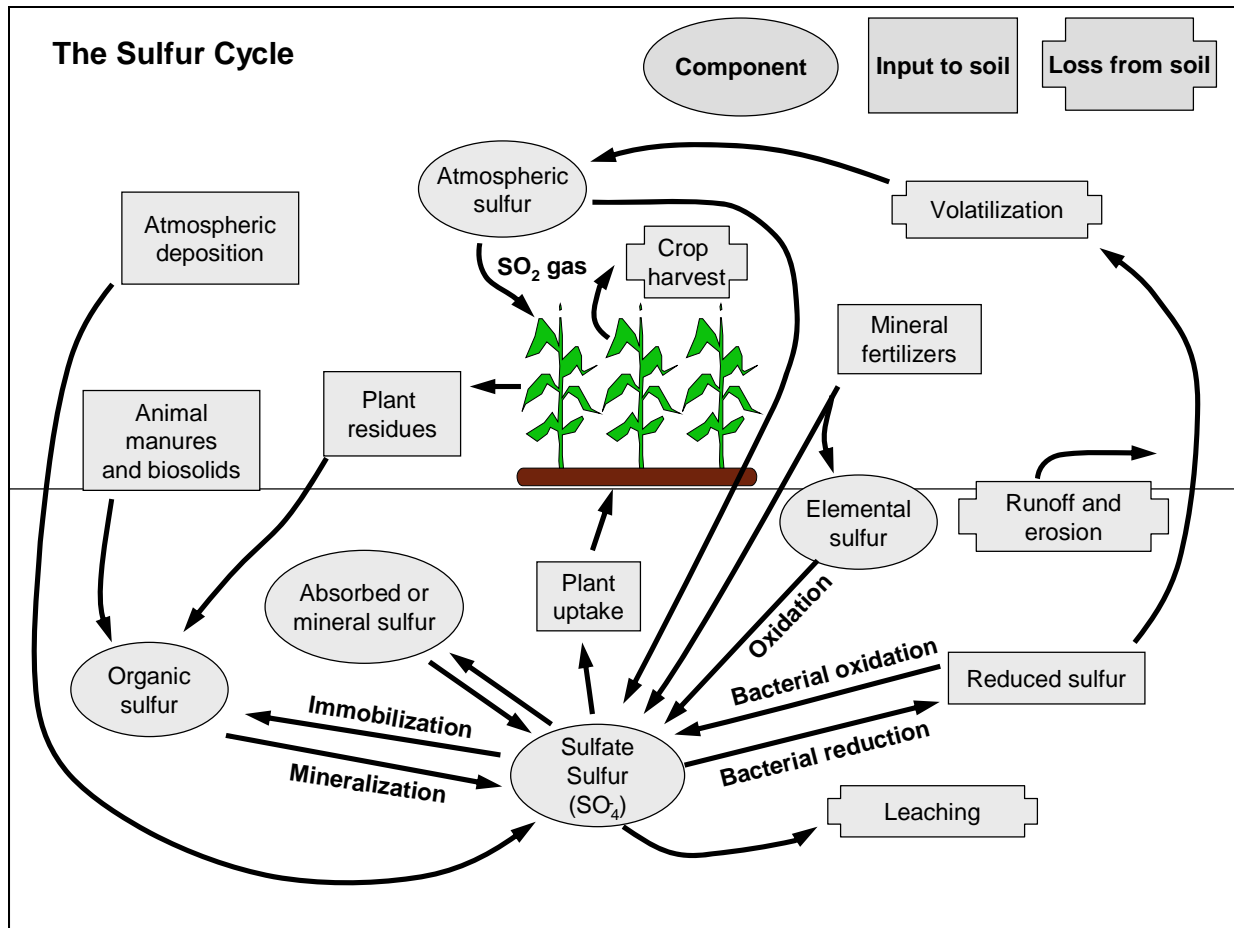 The Sulfur Cycle
Component
Input to soil
Loss from soil
Atmospheric
sulfur
Volatilization
Atmospheric
deposition
SO2 gas
Crop
harvest
Mineral
fertilizers
Animal
manures
and biosolids
Plant
residues
Elemental
sulfur
Runoff and
erosion
Absorbed or
mineral sulfur
Plant
uptake
Oxidation
Organic
sulfur
Immobilization
Mineralization
Bacterial oxidation
Reduced sulfur
Bacterial reduction
Sulfate
Sulfur
(SO4-)
Leaching